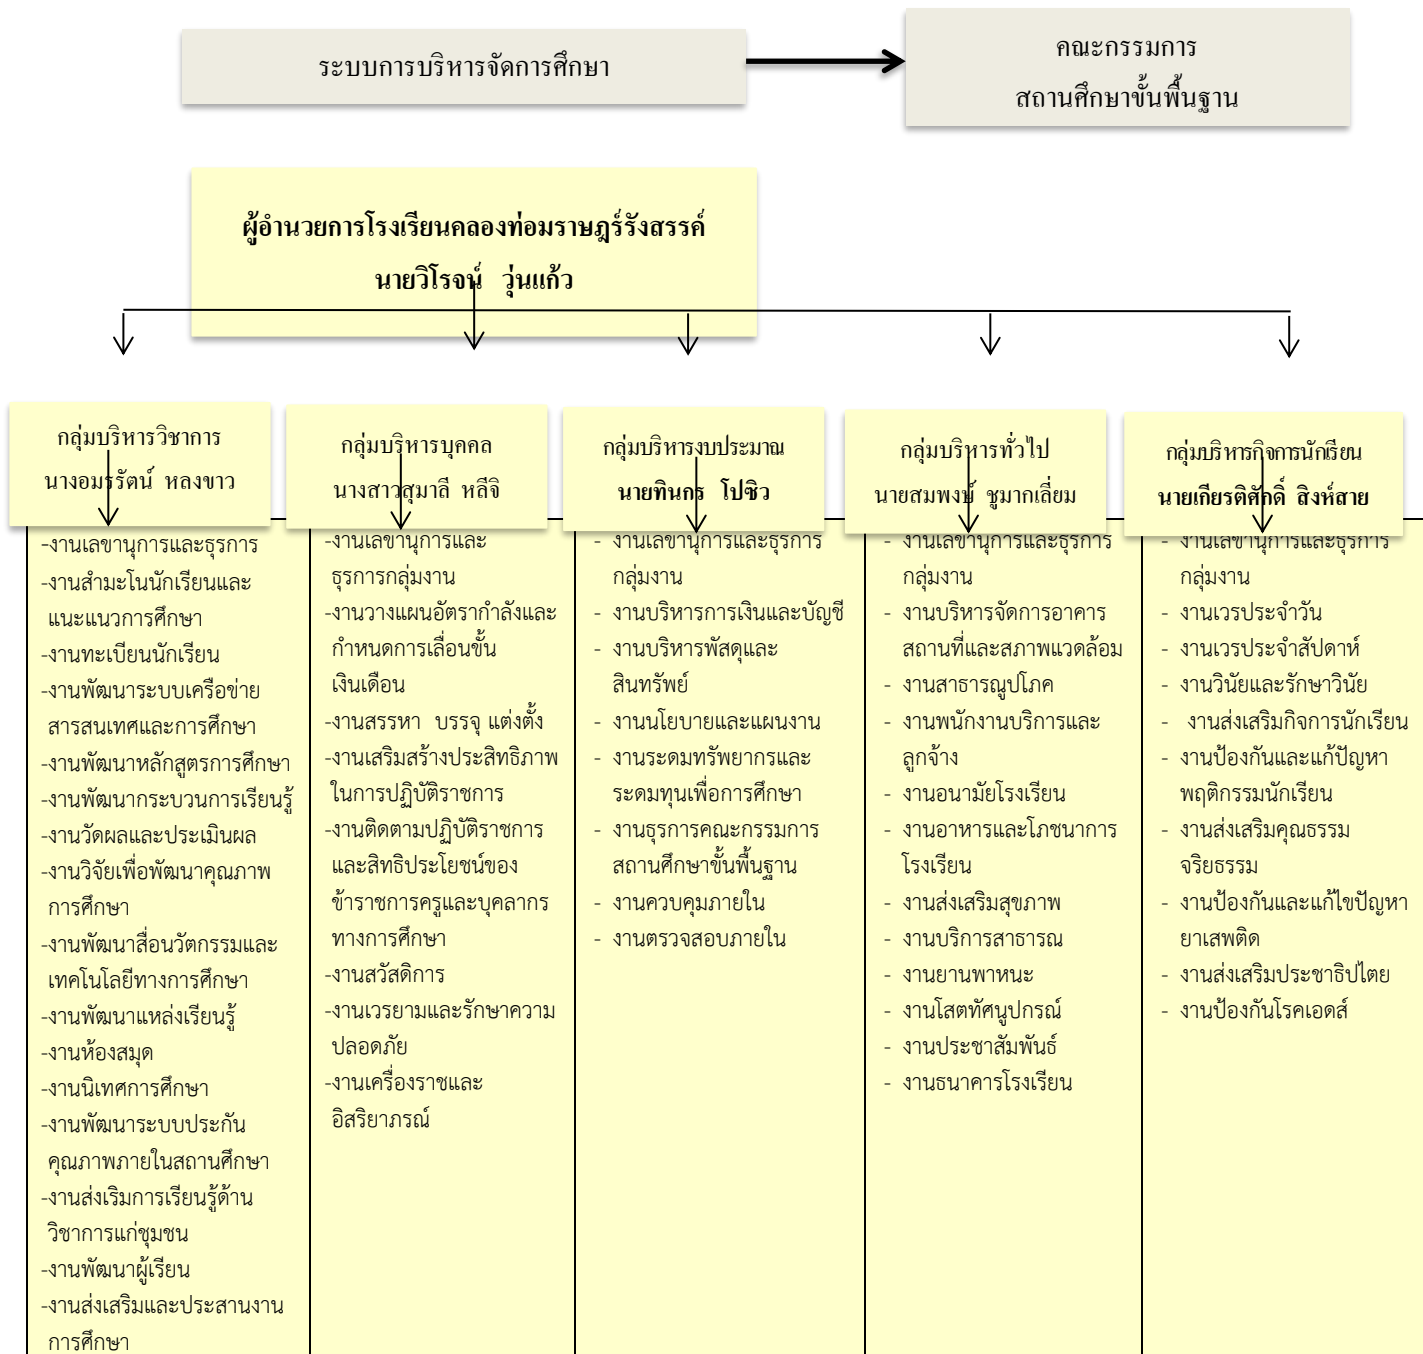 ระบบการบริหารจัดการศึกษา
คณะกรรมการ
สถานศึกษาขั้นพื้นฐาน
ผู้อำนวยการโรงเรียนคลองท่อมราษฎร์รังสรรค์
นายวิโรจน์ วุ่นแก้ว
กลุ่มบริหารวิชาการ
นางอมรรัตน์ หลงขาว
กลุ่มบริหารบุคคล
นางสาวสุมาลี หลีจิ
กลุ่มบริหารงบประมาณ
นายทินกร โปซิว
กลุ่มบริหารทั่วไป
นายสมพงษ์ ชูมากเลี่ยม
กลุ่มบริหารกิจการนักเรียน
นายเกียรติศักดิ์ สิงห์สาย
-งานเลขานุการและธุรการ
-งานสำมะโนนักเรียนและ
แนะแนวการศึกษา
-งานทะเบียนนักเรียน
-งานพัฒนาระบบเครือข่าย
สารสนเทศและการศึกษา
-งานพัฒนาหลักสูตรการศึกษา
-งานพัฒนากระบวนการเรียนรู้
-งานวัดผลและประเมินผล
-งานวิจัยเพื่อพัฒนาคุณภาพ
การศึกษา
-งานพัฒนาสื่อนวัตกรรมและ
เทคโนโลยีทางการศึกษา
-งานพัฒนาแหล่งเรียนรู้
-งานห้องสมุด
-งานนิเทศการศึกษา
-งานพัฒนาระบบประกัน
คุณภาพภายในสถานศึกษา
-งานส่งเริมการเรียนรู้ด้าน
วิชาการแก่ชุมชน
-งานพัฒนาผู้เรียน
-งานส่งเสริมและประสานงาน
การศึกษา
-งานเลขานุการและ
ธุรการกลุ่มงาน
-งานวางแผนอัตรากำลังและ
กำหนดการเลื่อนขั้น
เงินเดือน
-งานสรรหา บรรจุ แต่งตั้ง
-งานเสริมสร้างประสิทธิภาพ
ในการปฏิบัติราชการ
-งานติดตามปฏิบัติราชการ
และสิทธิประโยชน์ของ
ข้าราชการครูและบุคลากร
ทางการศึกษา
-งานสวัสดิการ
-งานเวรยามและรักษาความ
ปลอดภัย
-งานเครื่องราชและ
อิสริยาภรณ์
- งานเลขานุการและธุรการ
กลุ่มงาน
- งานบริหารการเงินและบัญชี
- งานบริหารพัสดุและ
สินทรัพย์
- งานนโยบายและแผนงาน
- งานระดมทรัพยากรและ
ระดมทุนเพื่อการศึกษา
- งานธุรการคณะกรรมการ
สถานศึกษาขั้นพื้นฐาน
- งานควบคุมภายใน
- งานตรวจสอบภายใน
- งานเลขานุการและธุรการ
กลุ่มงาน
- งานบริหารจัดการอาคาร
สถานที่และสภาพแวดล้อม
- งานสาธารณูปโภค
- งานพนักงานบริการและ
ลูกจ้าง
- งานอนามัยโรงเรียน
- งานอาหารและโภชนาการ
โรงเรียน
- งานส่งเสริมสุขภาพ
- งานบริการสาธารณ
- งานยานพาหนะ
- งานโสตทัศนูปกรณ์
- งานประชาสัมพันธ์
- งานธนาคารโรงเรียน
- งานเลขานุการและธุรการ
กลุ่มงาน
- งานเวรประจำวัน
- งานเวรประจำสัปดาห์
- งานวินัยและรักษาวินัย
- งานส่งเสริมกิจการนักเรียน
- งานป้องกันและแก้ปัญหา
พฤติกรรมนักเรียน
- งานส่งเสริมคุณธรรม
จริยธรรม
- งานป้องกันและแก้ไขปัญหา
ยาเสพติด
- งานส่งเสริมประชาธิปไตย
- งานป้องกันโรคเอดส์